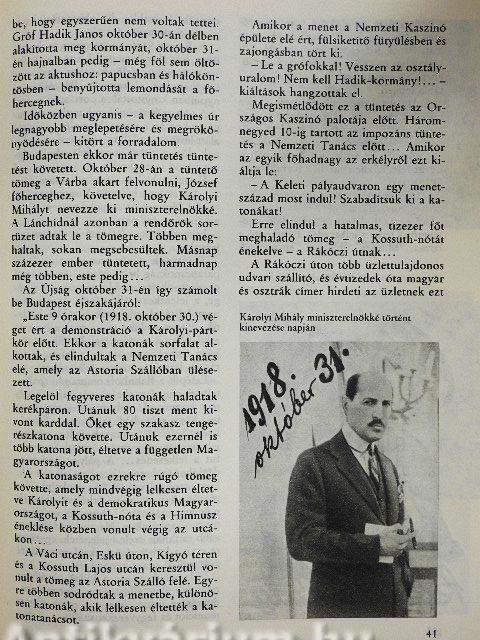 be, hogy egyszerűen nem voltak tettei.
Gróf Hadik János október 30-án délben
alakította meg kormányát, október 31-
én hajnalban pedig – még föl sem öltö-
zött az aktushoz: papucsban és hálókön-
tösben – benyújtotta lemondását a fő-
hercegnek.
Időközben ugyanis – a kegyelmes úr
legnagyobb meglepetésére és megrökö-
nyödésére – kitört a forradalom.
Budapesten ekkor már tüntetés tünte-
tést követett. Október 28-án a tüntető
tömeg a Várba akart felvonulni, József
főherceghez, követelve, hogy Károlyi
Mihályt nevezze ki miniszterelnökké.
A Lánchídnál azonban a rendőrök sor-
tüzet adtak le a tömegre. Többen meg-
haltak, sokan megsebesültek. Másnap
százezer ember tüntetett, harmadnap
még többen, este pedig...
Az Újság október 31-én így számolt
be Budapest éjszakájáról:
„Este 9 órakor (1918. október 30.)
véget ért a demonstráció a Károlyi-párt-
kör előtt. Ekkor a katonák sorfalat al-
kottak, és elindultak a Nemzeti Tanács
elé, amely az Astoria Szállóban ülése-
zett.
Legelöl fegyveres katonák haladtak
kerékpáron. Utánuk 80 tiszt ment ki-
vont karddal. Őket egy szakasz tenge-
részkatona követte. Utánuk ezernél is
több katona jött, éltetve a független Ma-
gyarországot.
A katonaságot ezrekre rúgó tömeg
követte, amely mindvégig lelkesen éltet-
te Károlyit és a demokratikus Magyar-
országot, a Kossuth-nóta és a Himnusz
éneklése közben vonult végig az utcá-
kon...
A Váci utcán, Eskü úton, Kígyó téren
és a Kossuth Lajos utcán keresztül vo-
nult a tömeg az Astoria Szálló felé. Egy-
re többen sodródtak a menetbe, különö-
sen katonák, akik lelkesen éltették a ka-
tonatanácsot.
Amikor a menet a Nemzeti Kaszinó
épülete elé ért, fülsiketítő fütyülésben és
zajongásban tört ki.
– Le a grófokkal! Vesszen az osztály-
uralom! Nem kell Hadik-kormány!... –
kiáltások hangzottak el.
Megismétlődött ez a tüntetés az Or-
szágos Kaszinó palotája előtt. Három-
negyed 10-ig tartott az impozáns tünte-
tés a Nemzeti Tanács előtt... Amikor
az egyik főhadnagy az erkélyről ezt ki-
áltja le:
– A Keleti pályaudvaron egy menet-
század most indul! Szabadítsuk ki a ka-
tonákat!
Erre elindul a hatalmas, tízezer főt
meghaladó tömeg – a Kossuth-nótát
énekelve – a Rákóczi útnak...
A Rákóczi úton több üzlettulajdonos
udvari szállító, és évtizedek óta magyar
és osztrák címer hirdeti az üzletnek ezt
Károlyi Mihály miniszterelnökké történt
kinevezése napján
1918.
október 31.
41